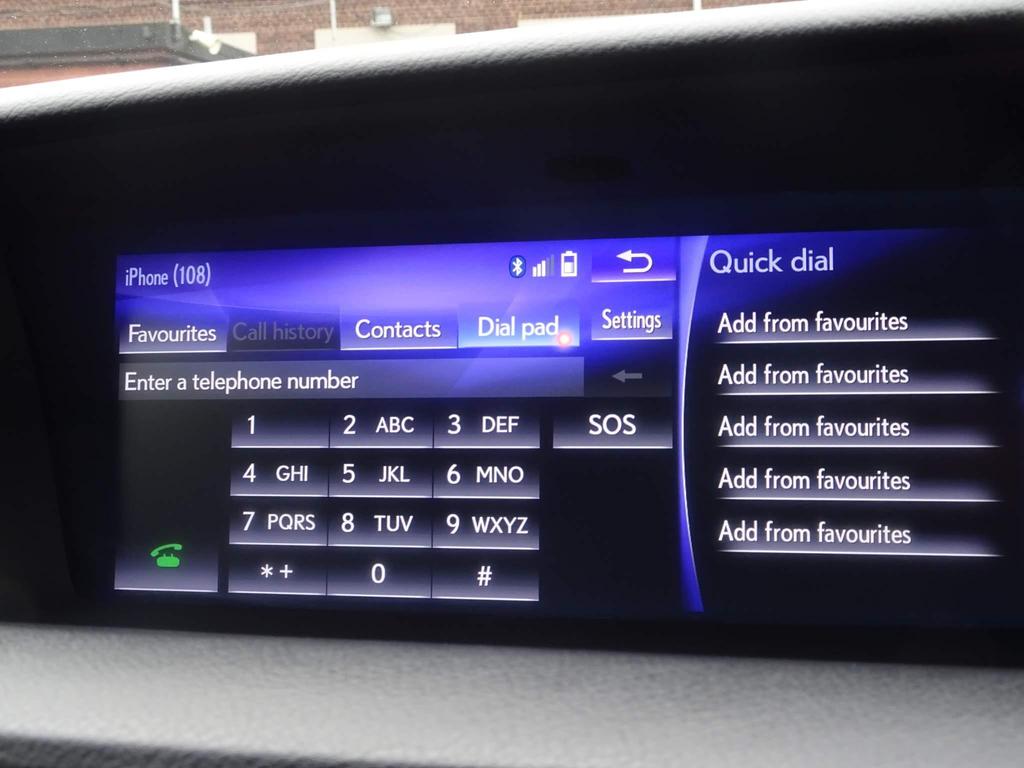 iPhone (108)
Favourites Call history Contacts Dial pad Settings
Enter a telephone number
1 2 ABC 3 DEF SOS
4 GHI 5 JKL 6 MNO
7 PQRS 8 TUV 9 WXYZ
*+ 0 #
Quick dial
Add from favourites
Add from favourites
Add from favourites
Add from favourites
Add from favourites